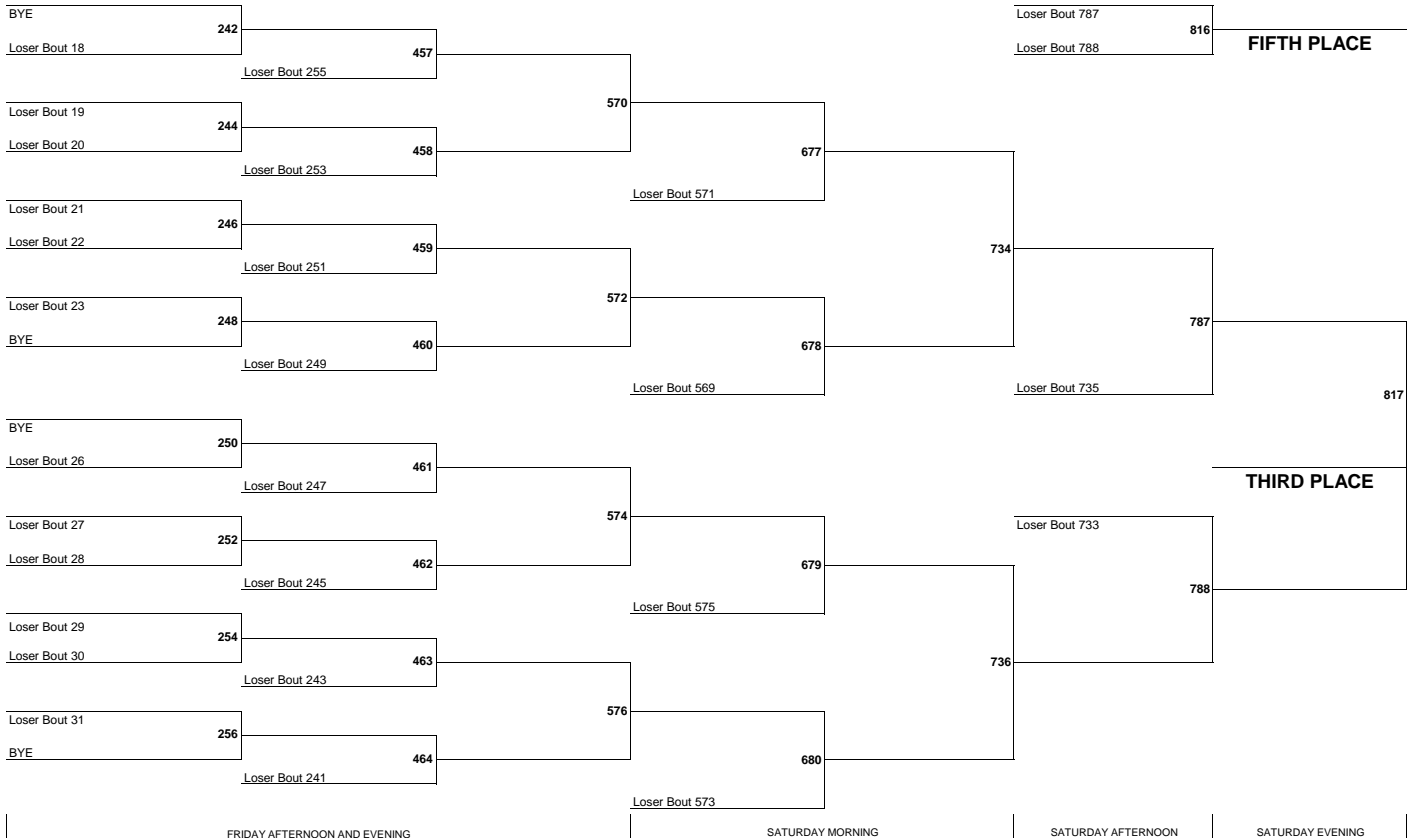 BYE
242
Loser Bout 18
457
Loser Bout 255
570
Loser Bout 19
244
Loser Bout 20
458
Loser Bout 253
677
Loser Bout 571
Loser Bout 21
246
Loser Bout 22
459
Loser Bout 251
734
572
Loser Bout 23
248
BYE
460
Loser Bout 249
678
Loser Bout 569
787
Loser Bout 735
817
BYE
250
Loser Bout 26
461
Loser Bout 247
574
Loser Bout 27
252
Loser Bout 28
462
Loser Bout 245
679
Loser Bout 575
Loser Bout 733
788
Loser Bout 29
254
Loser Bout 30
463
Loser Bout 243
736
576
Loser Bout 31
256
BYE
464
Loser Bout 241
680
Loser Bout 573
Loser Bout 787
816
Loser Bout 788
FIFTH PLACE
THIRD PLACE
FRIDAY AFTERNOON AND EVENING
SATURDAY MORNING
SATURDAY AFTERNOON
SATURDAY EVENING